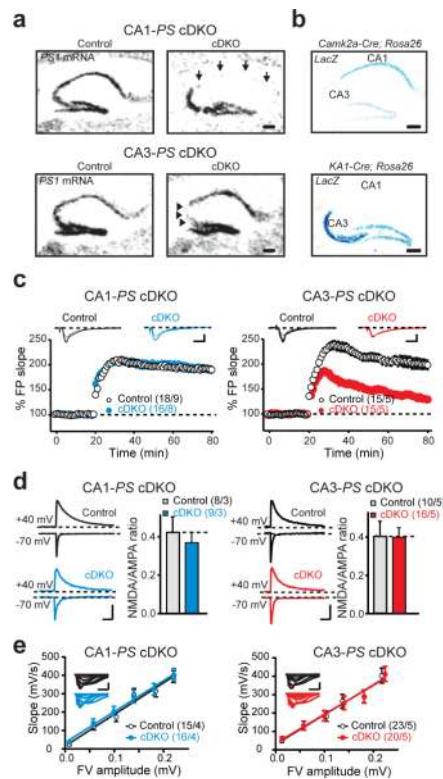 a
CA1-PS cDKO
Control
cDKO
PS1 mRNA
CA3-PS cDKO
Control
cDKO
PS1 mRNA
b
Camk2a-Cre; Rosa26
LacZ
CA1
CA3
KA1-Cre; Rosa26
LacZ
CA1
CA3
c
CA1-PS cDKO
Control
cDKO
% FP slope
250
200
150
100
Control (18/9)
cDKO (16/8)
0 20 40 60 80
Time (min)
CA3-PS cDKO
Control
cDKO
% FP slope
250
200
150
100
Control (15/5)
cDKO (15/5)
0 20 40 60 80
Time (min)
d
CA1-PS cDKO
Control
+40 mV
-70 mV
cDKO
+40 mV
-70 mV
NMDA/AMPA ratio
0.4
0.0
Control (8/3)
cDKO (9/3)
CA3-PS cDKO
Control
+40 mV
-70 mV
cDKO
+40 mV
-70 mV
NMDA/AMPA ratio
0.4
0.0
Control (10/5)
cDKO (16/5)
e
CA1-PS cDKO
Slope (mV/s)
500
400
300
200
100
0
Control (15/4)
cDKO (16/4)
0.0 0.1 0.2
FV amplitude (mV)
CA3-PS cDKO
Slope (mV/s)
500
400
300
200
100
0
Control (23/5)
cDKO (20/5)
0.0 0.1 0.2
FV amplitude (mV)